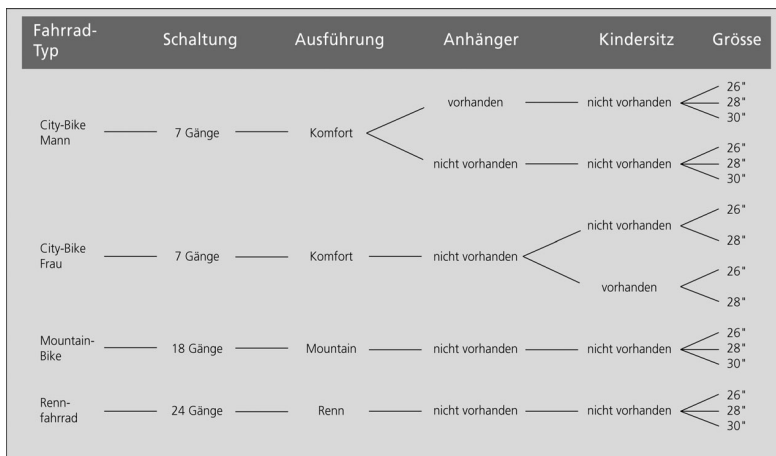 Fahrrad-
Typ Schaltung Ausführung Anhänger Kindersitz Grösse
26"
vorhanden nicht vorhanden 28"
30"
City-Bike
Mann 7 Gänge Komfort
26"
nicht vorhanden nicht vorhanden 28"
30"
26"
nicht vorhanden
28"
City-Bike
Frau 7 Gänge Komfort nicht vorhanden
26"
vorhanden
28"
26"
Mountain-
Bike 18 Gänge Mountain nicht vorhanden nicht vorhanden 28"
30"
26"
Renn-
fahrrad 24 Gänge Renn nicht vorhanden nicht vorhanden 28"
30"